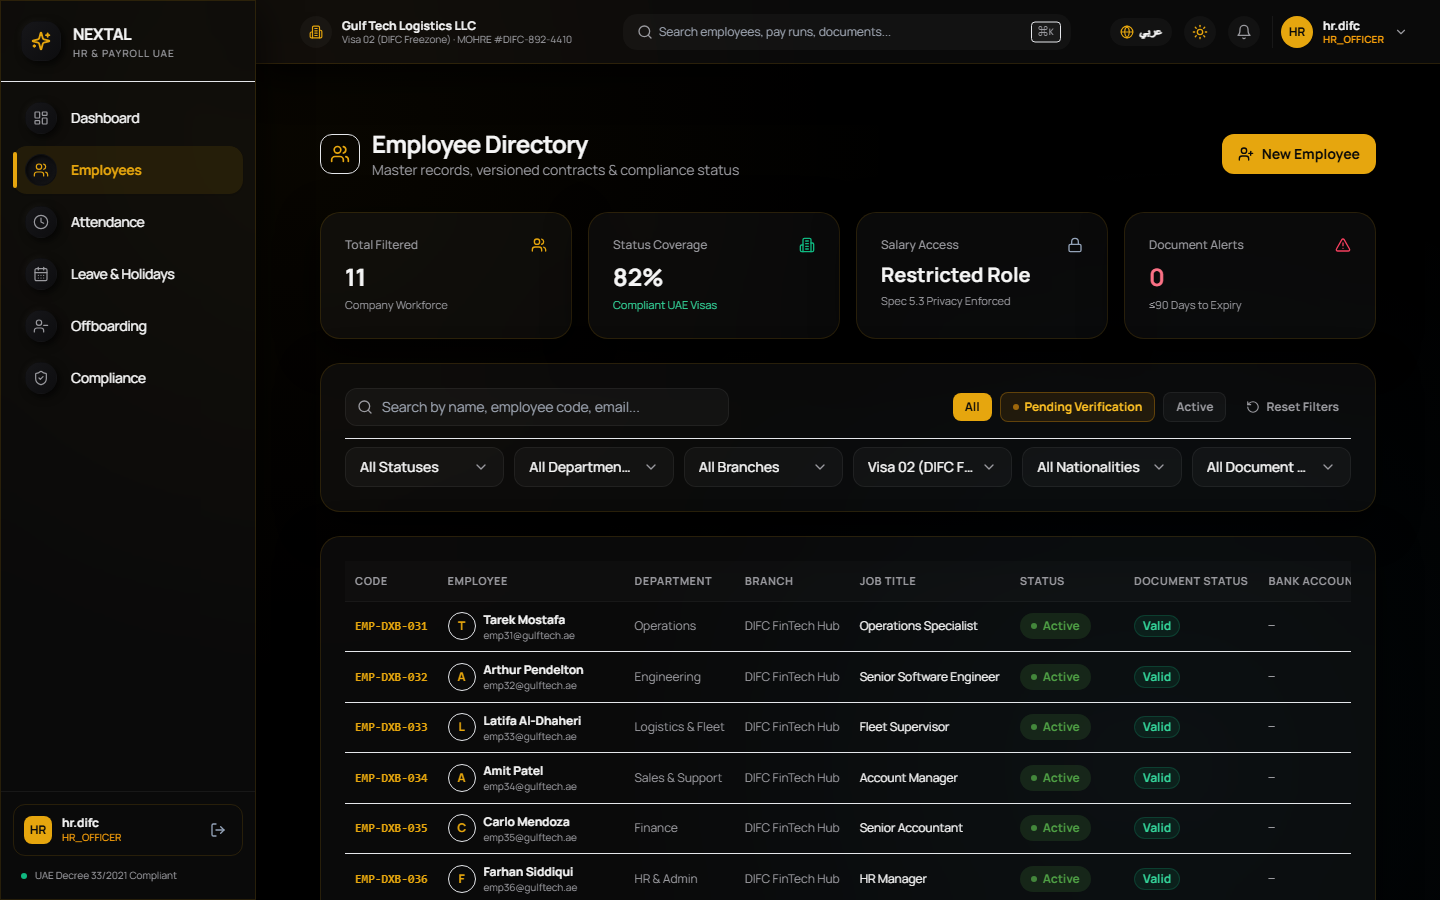 NEXTAL
HR & PAYROLL UAE
Gulf Tech Logistics LLC
Visa 02 (DIFC Freezone) · MOHRE #DIFC-892-4410
Search employees, pay runs, documents...
⌘K
عربي
HR
hr.difc
HR_OFFICER
Dashboard
Employees
Attendance
Leave & Holidays
Offboarding
Compliance
Employee Directory
Master records, versioned contracts & compliance status
New Employee
Total Filtered
11
Company Workforce
Status Coverage
82%
Compliant UAE Visas
Salary Access
Restricted Role
Spec 5.3 Privacy Enforced
Document Alerts
0
≤90 Days to Expiry
Search by name, employee code, email...
All
Pending Verification
Active
Reset Filters
All Statuses
All Departmen...
All Branches
Visa 02 (DIFC F...
All Nationalities
All Document ...
CODE EMPLOYEE DEPARTMENT BRANCH JOB TITLE STATUS DOCUMENT STATUS BANK ACCOUN
EMP-DXB-031 T Tarek Mostafa Operations DIFC FinTech Hub Operations Specialist Active Valid –
emp31@gulftech.ae
EMP-DXB-032 A Arthur Pendelton Engineering DIFC FinTech Hub Senior Software Engineer Active Valid –
emp32@gulftech.ae
EMP-DXB-033 L Latifa Al-Dhaheri Logistics & Fleet DIFC FinTech Hub Fleet Supervisor Active Valid –
emp33@gulftech.ae
EMP-DXB-034 A Amit Patel Sales & Support DIFC FinTech Hub Account Manager Active Valid –
emp34@gulftech.ae
EMP-DXB-035 C Carlo Mendoza Finance DIFC FinTech Hub Senior Accountant Active Valid –
emp35@gulftech.ae
EMP-DXB-036 F Farhan Siddiqui HR & Admin DIFC FinTech Hub HR Manager Active Valid –
emp36@gulftech.ae
HR
hr.difc
HR_OFFICER
UAE Decree 33/2021 Compliant